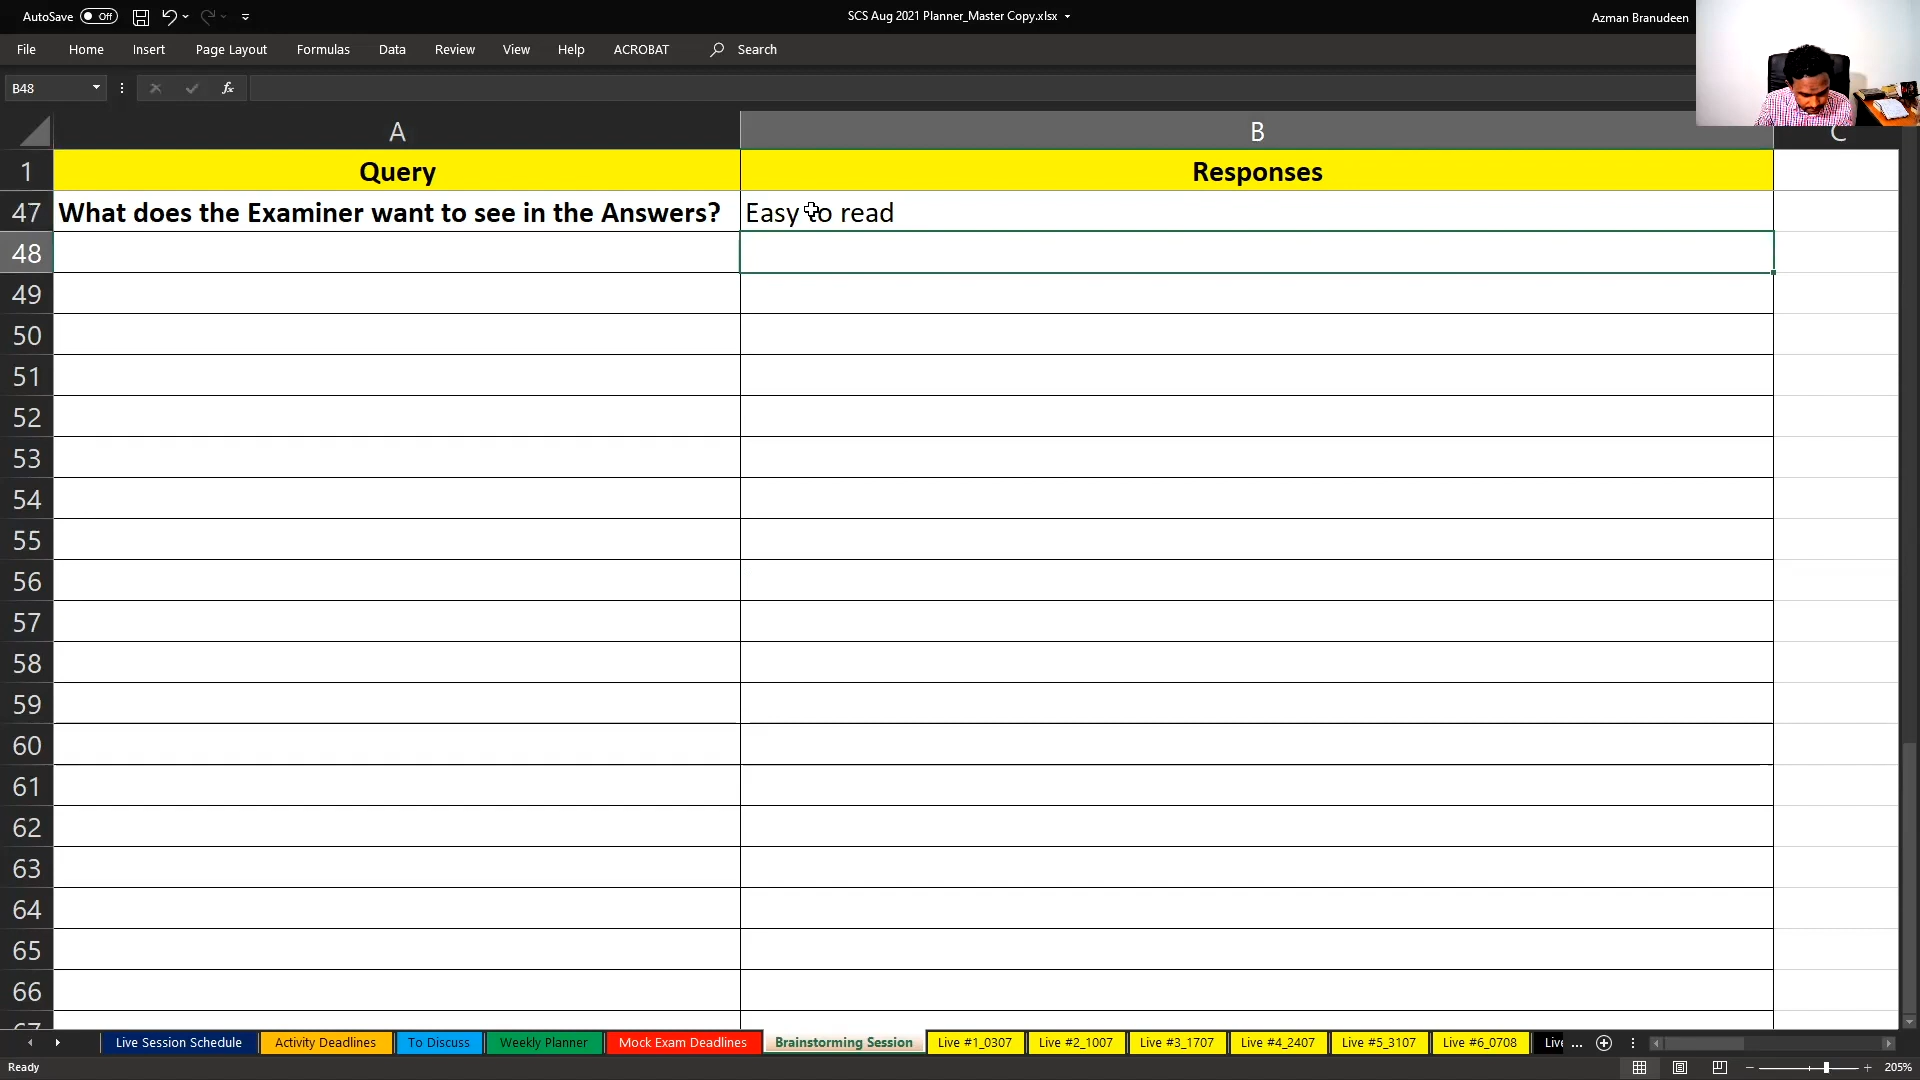 AutoSave Off SCS Aug 2021 Planner_Master Copy.xlsx Azman Branudeen
File Home Insert Page Layout Formulas Data Review View Help ACROBAT Search
B48 fx
A B C
1 Query Responses
47 What does the Examiner want to see in the Answers? Easy to read
48
49
50
51
52
53
54
55
56
57
58
59
60
61
62
63
64
65
66
67
Live Session Schedule Activity Deadlines To Discuss Weekly Planner Mock Exam Deadlines Brainstorming Session Live #1_0307 Live #2_1007 Live #3_1707 Live #4_2407 Live #5_3107 Live #6_0708 Live ...
Ready 205%